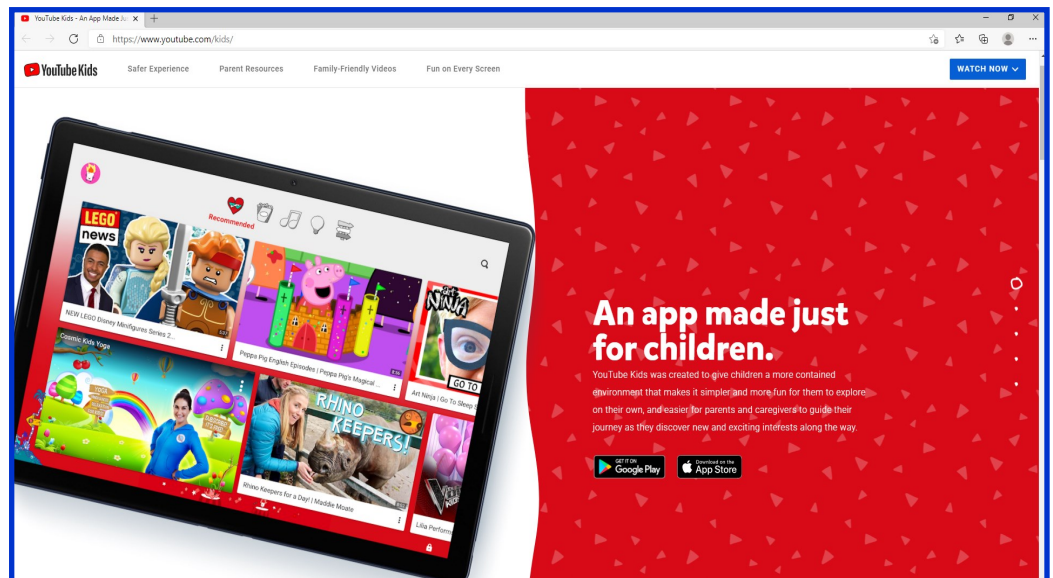 YouTube Kids - An App Made Ju
https://www.youtube.com/kids/
YouTube Kids
Safer Experience
Parent Resources
Family-Friendly Videos
Fun on Every Screen
WATCH NOW
Recommended
LEGO
news
NEW LEGO Disney Minifigures Series 2...
Peppa Pig English Episodes | Peppa Pig's Magical ...
ART
NINJA
GO TO
Art Ninja | Go To Sleep
Cosmic Kids Yoga
RHINO
KEEPERS!
Rhino Keepers for a Day! | Maddie Moate
Lilia Perform
An app made just
for children.
YouTube Kids was created to give children a more contained
environment that makes it simpler and more fun for them to explore
on their own, and easier for parents and caregivers to guide their
journey as they discover new and exciting interests along the way.
GET IT ON
Google Play
Download on the
App Store